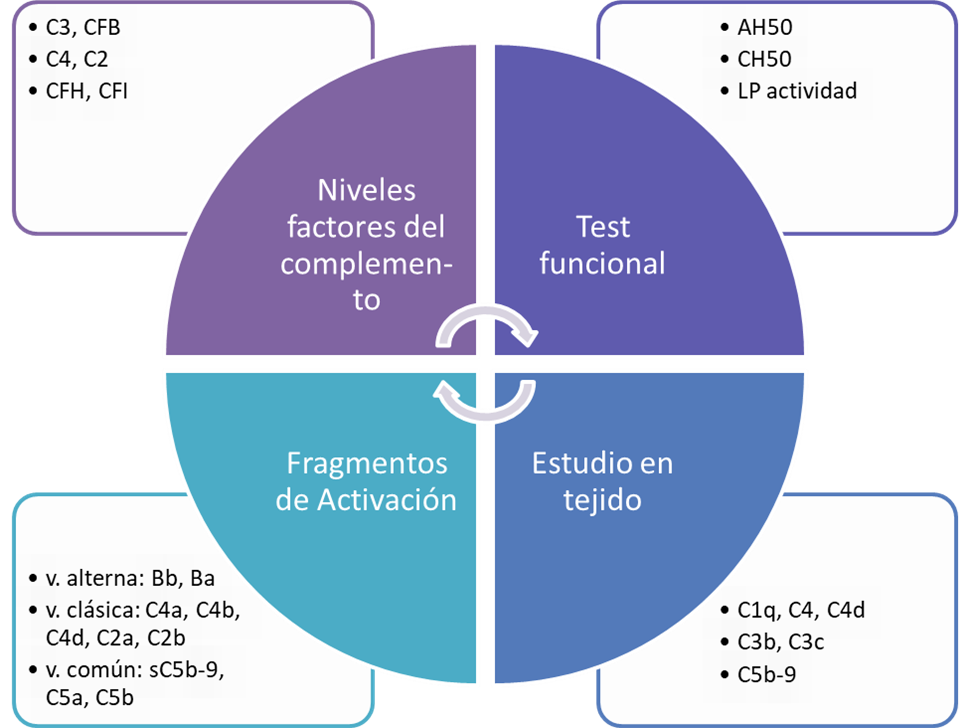 • C3, CFB
• C4, C2
• CFH, CFI
• AH50
• CH50
• LP actividad
Niveles
factores del
complemen-
to
Test
funcional
Fragmentos
de Activación
Estudio en
tejido
• v. alterna: Bb, Ba
• v. clásica: C4a, C4b,
C4d, C2a, C2b
• v. común: sC5b-9,
C5a, C5b
• C1q, C4, C4d
• C3b, C3c
• C5b-9